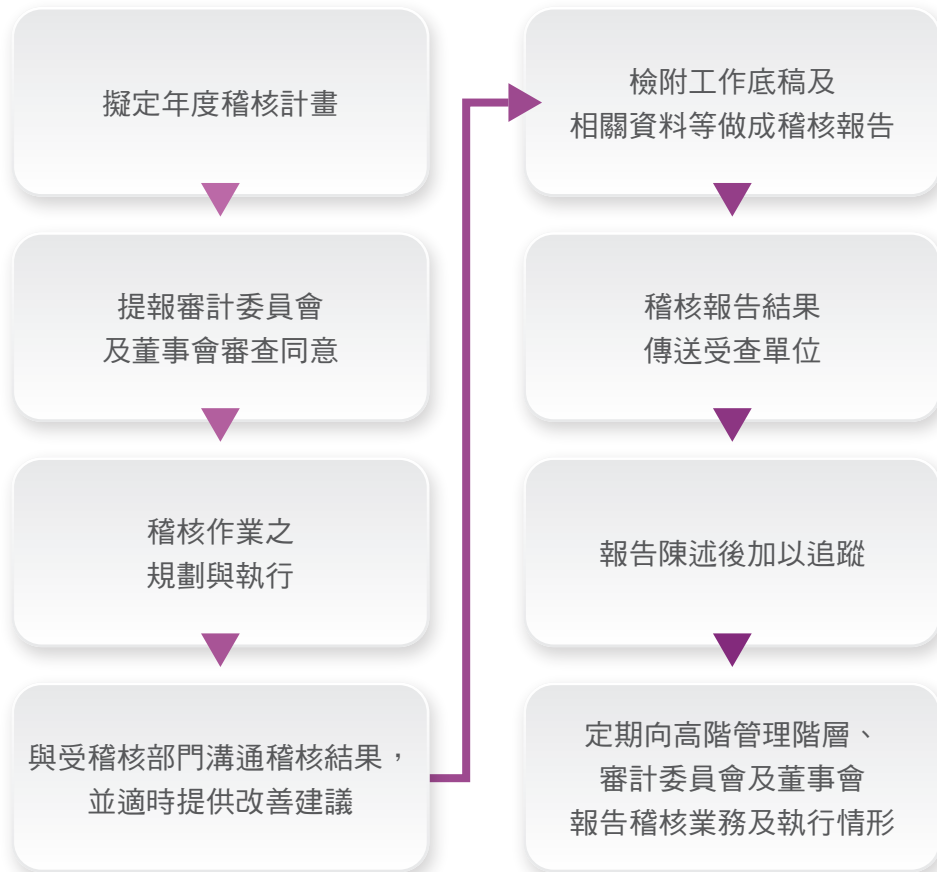 擬定年度稽核計畫
提報審計委員會
及董事會審查同意
稽核作業之
規劃與執行
與受稽核部門溝通稽核結果，
並適時提供改善建議
檢附工作底稿及
相關資料等做成稽核報告
稽核報告結果
傳送受查單位
報告陳述後加以追蹤
定期向高階管理階層、
審計委員會及董事會
報告稽核業務及執行情形